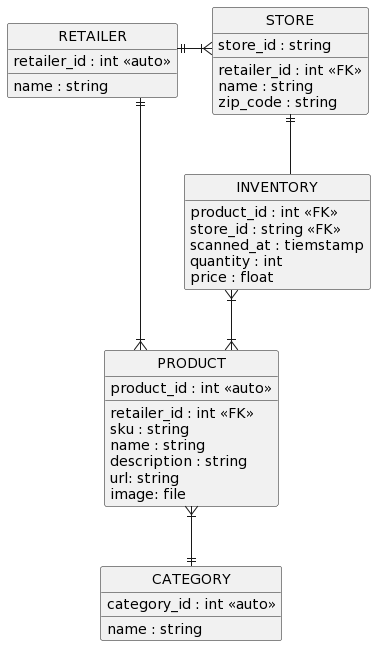 RETAILER
retailer_id : int «auto»
name : string
STORE
store_id : string
retailer_id : int «FK»
name : string
zip_code : string
INVENTORY
product_id : int «FK»
store_id : string «FK»
scanned_at : tiemstamp
quantity : int
price : float
PRODUCT
product_id : int «auto»
retailer_id : int «FK»
sku : string
name : string
description : string
url: string
image: file
CATEGORY
category_id : int «auto»
name : string